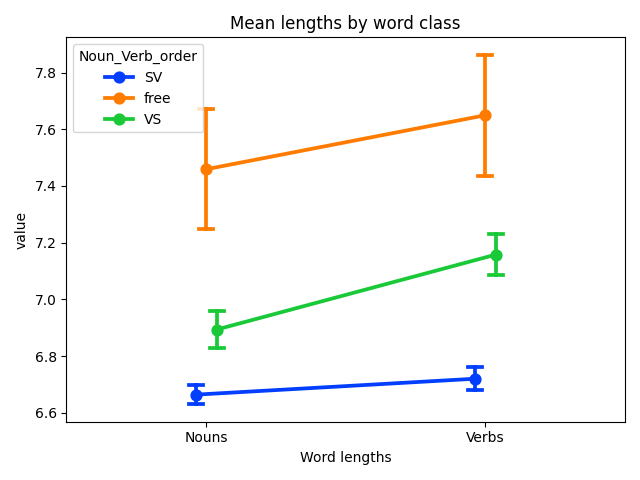 Mean lengths by word class
Noun_Verb_order
SV
free
VS
value
7.8
7.6
7.4
7.2
7.0
6.8
6.6
Nouns
Verbs
Word lengths